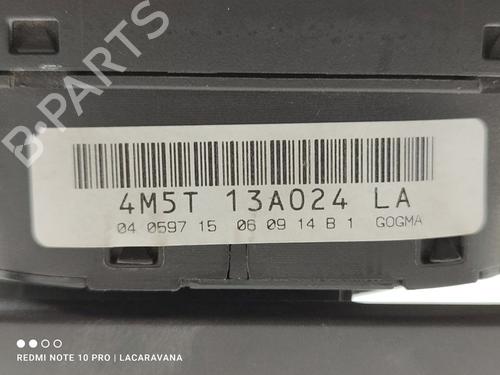 B-PARTS
4M5T 13A024 LA
04 0597 15 06 09 14 B 1 GOGMA
REDMI NOTE 10 PRO | LACARAVANA